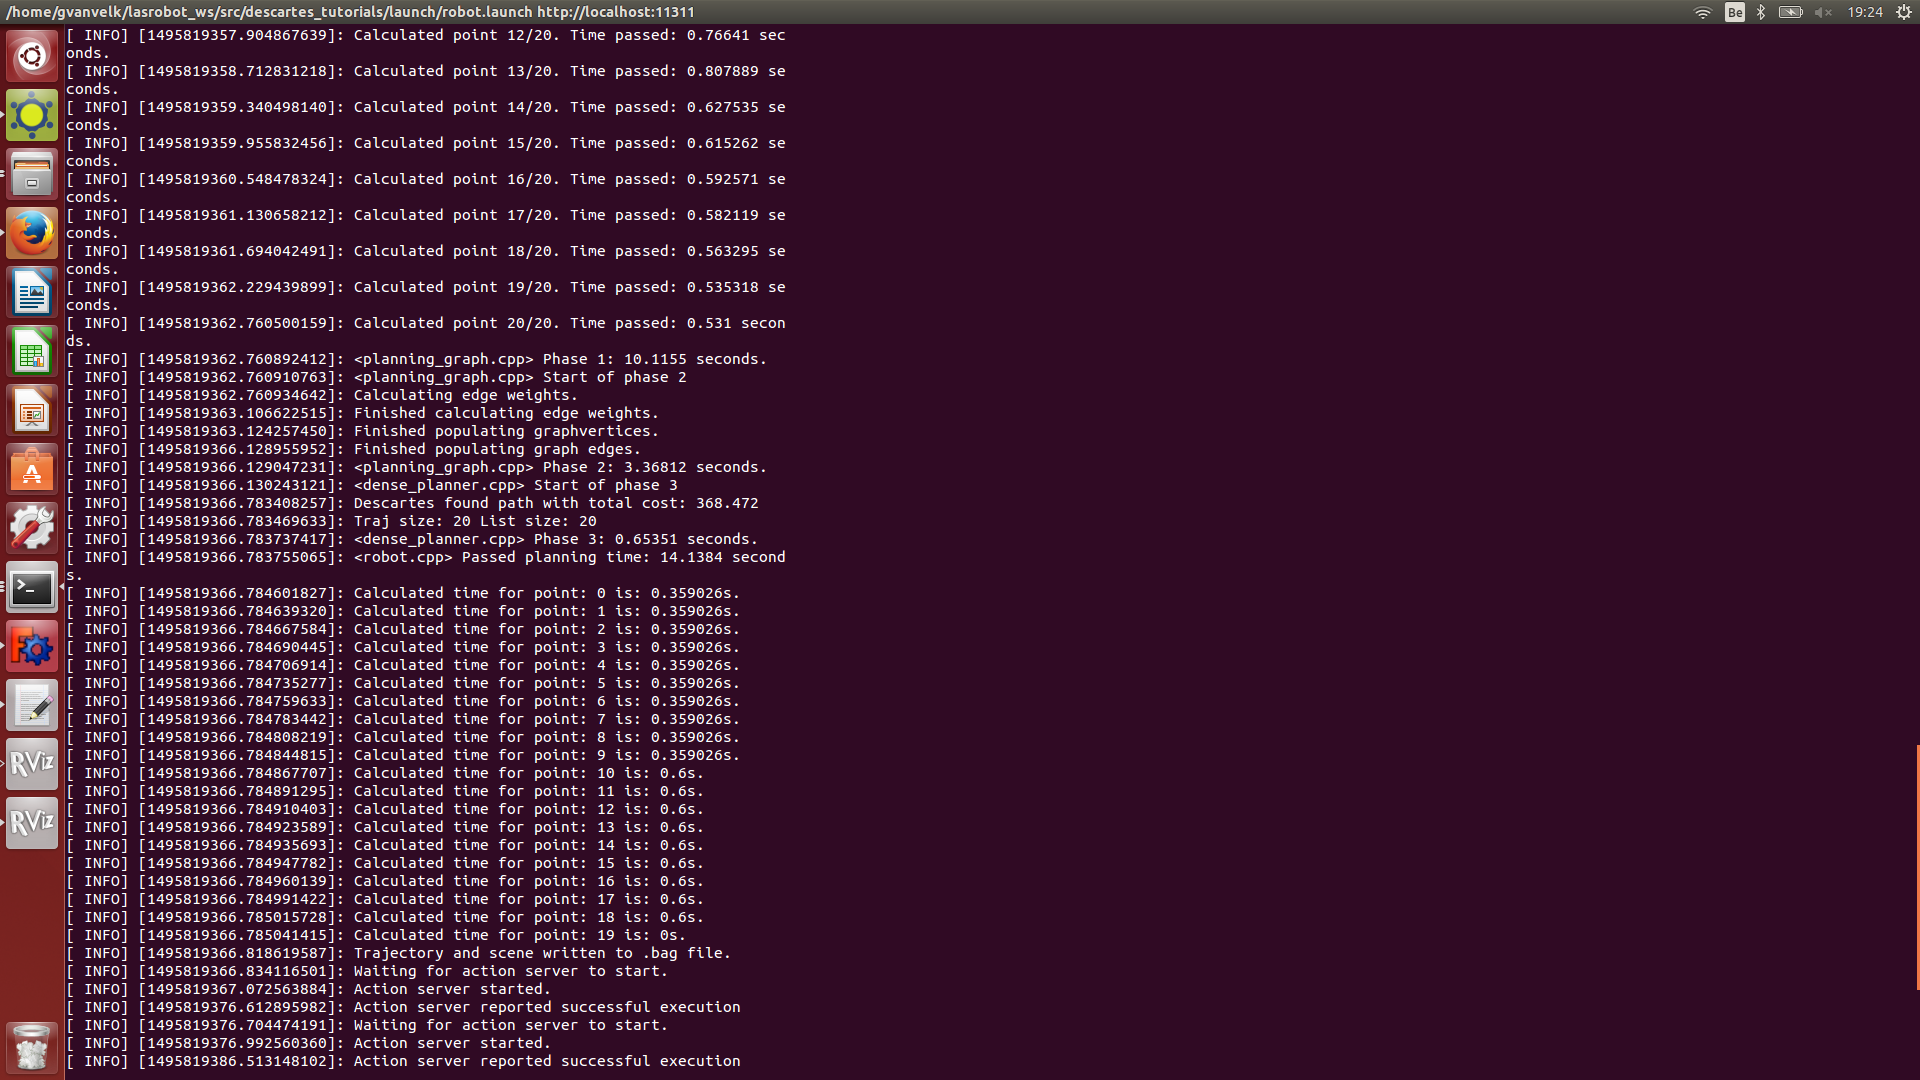 /home/gvanvelk/lasrobot_ws/src/descartes_tutorials/launch/robot.launch http://localhost:11311
Be
19:24
[ INFO] [1495819357.904867639]: Calculated point 12/20. Time passed: 0.76641 sec
onds.
[ INFO] [1495819358.712831218]: Calculated point 13/20. Time passed: 0.807889 se
conds.
[ INFO] [1495819359.340498140]: Calculated point 14/20. Time passed: 0.627535 se
conds.
[ INFO] [1495819359.955832456]: Calculated point 15/20. Time passed: 0.615262 se
conds.
[ INFO] [1495819360.548478324]: Calculated point 16/20. Time passed: 0.592571 se
conds.
[ INFO] [1495819361.130658212]: Calculated point 17/20. Time passed: 0.582119 se
conds.
[ INFO] [1495819361.694042491]: Calculated point 18/20. Time passed: 0.563295 se
conds.
[ INFO] [1495819362.229439899]: Calculated point 19/20. Time passed: 0.535318 se
conds.
[ INFO] [1495819362.760500159]: Calculated point 20/20. Time passed: 0.531 secon
ds.
[ INFO] [1495819362.760892412]: <planning_graph.cpp> Phase 1: 10.1155 seconds.
[ INFO] [1495819362.760910763]: <planning_graph.cpp> Start of phase 2
[ INFO] [1495819362.760934642]: Calculating edge weights.
[ INFO] [1495819363.106622515]: Finished calculating edge weights.
[ INFO] [1495819363.124257450]: Finished populating graphvertices.
[ INFO] [1495819366.128955952]: Finished populating graph edges.
[ INFO] [1495819366.129047231]: <planning_graph.cpp> Phase 2: 3.36812 seconds.
[ INFO] [1495819366.130243121]: <dense_planner.cpp> Start of phase 3
[ INFO] [1495819366.783408257]: Descartes found path with total cost: 368.472
[ INFO] [1495819366.783469633]: Traj size: 20 List size: 20
[ INFO] [1495819366.783737417]: <dense_planner.cpp> Phase 3: 0.65351 seconds.
[ INFO] [1495819366.783755065]: <robot.cpp> Passed planning time: 14.1384 second
s.
[ INFO] [1495819366.784601827]: Calculated time for point: 0 is: 0.359026s.
[ INFO] [1495819366.784639320]: Calculated time for point: 1 is: 0.359026s.
[ INFO] [1495819366.784667584]: Calculated time for point: 2 is: 0.359026s.
[ INFO] [1495819366.784690445]: Calculated time for point: 3 is: 0.359026s.
[ INFO] [1495819366.784706914]: Calculated time for point: 4 is: 0.359026s.
[ INFO] [1495819366.784735277]: Calculated time for point: 5 is: 0.359026s.
[ INFO] [1495819366.784759633]: Calculated time for point: 6 is: 0.359026s.
[ INFO] [1495819366.784783442]: Calculated time for point: 7 is: 0.359026s.
[ INFO] [1495819366.784808219]: Calculated time for point: 8 is: 0.359026s.
[ INFO] [1495819366.784844815]: Calculated time for point: 9 is: 0.359026s.
[ INFO] [1495819366.784867707]: Calculated time for point: 10 is: 0.6s.
[ INFO] [1495819366.784891295]: Calculated time for point: 11 is: 0.6s.
[ INFO] [1495819366.784910403]: Calculated time for point: 12 is: 0.6s.
[ INFO] [1495819366.784923589]: Calculated time for point: 13 is: 0.6s.
[ INFO] [1495819366.784935693]: Calculated time for point: 14 is: 0.6s.
[ INFO] [1495819366.784947782]: Calculated time for point: 15 is: 0.6s.
[ INFO] [1495819366.784960139]: Calculated time for point: 16 is: 0.6s.
[ INFO] [1495819366.784991422]: Calculated time for point: 17 is: 0.6s.
[ INFO] [1495819366.785015728]: Calculated time for point: 18 is: 0.6s.
[ INFO] [1495819366.785041415]: Calculated time for point: 19 is: 0s.
[ INFO] [1495819366.818619587]: Trajectory and scene written to .bag file.
[ INFO] [1495819366.834116501]: Waiting for action server to start.
[ INFO] [1495819367.072563884]: Action server started.
[ INFO] [1495819376.612895982]: Action server reported successful execution
[ INFO] [1495819376.704474191]: Waiting for action server to start.
[ INFO] [1495819376.992560360]: Action server started.
[ INFO] [1495819386.513148102]: Action server reported successful execution
RViz
RViz